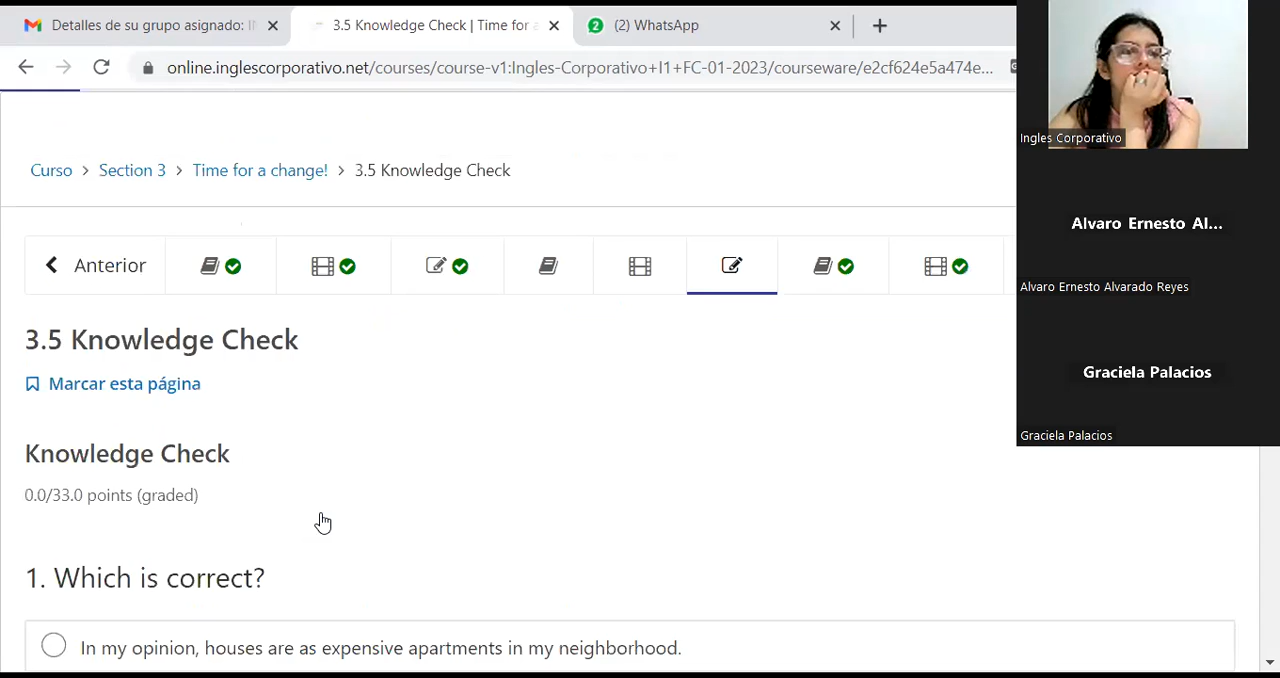 Detalles de su grupo asignado: I
3.5 Knowledge Check | Time for a
(2) WhatsApp
online.inglescorporativo.net/courses/course-v1:Ingles-Corporativo+I1+FC-01-2023/courseware/e2cf624e5a474e...
Ingles Corporativo
Curso > Section 3 > Time for a change! > 3.5 Knowledge Check
Alvaro Ernesto Al...
Alvaro Ernesto Alvarado Reyes
Anterior
3.5 Knowledge Check
Marcar esta página
Graciela Palacios
Graciela Palacios
Knowledge Check
0.0/33.0 points (graded)
1. Which is correct?
In my opinion, houses are as expensive apartments in my neighborhood.